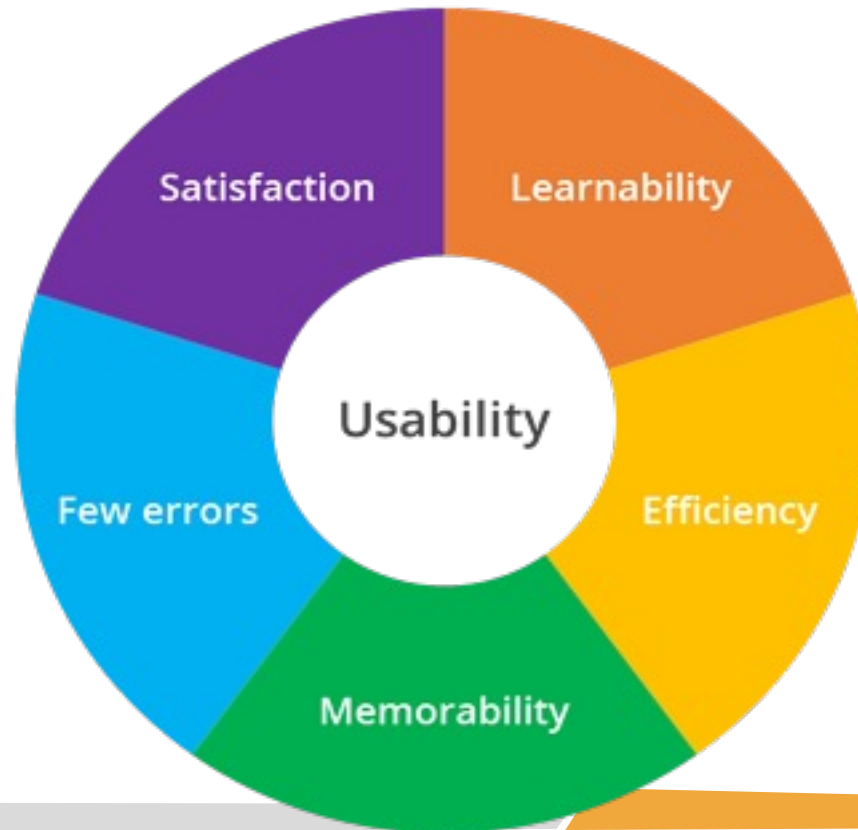 Satisfaction
Learnability
Usability
Few errors
Efficiency
Memorability